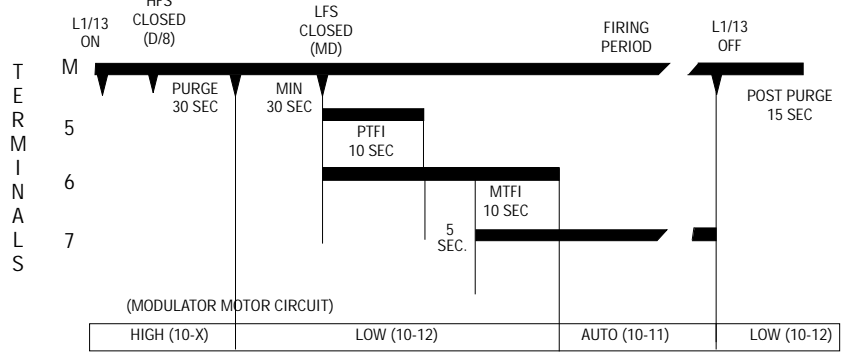 HFS
CLOSED
(D/8)
L1/13
ON
LFS
CLOSED
(MD)
FIRING
PERIOD
L1/13
OFF
TERMINALS
M
PURGE
30 SEC
MIN
30 SEC
POST PURGE
15 SEC
5
PTFI
10 SEC
6
MTFI
10 SEC
5
SEC.
7
(MODULATOR MOTOR CIRCUIT)
HIGH (10-X)
LOW (10-12)
AUTO (10-11)
LOW (10-12)